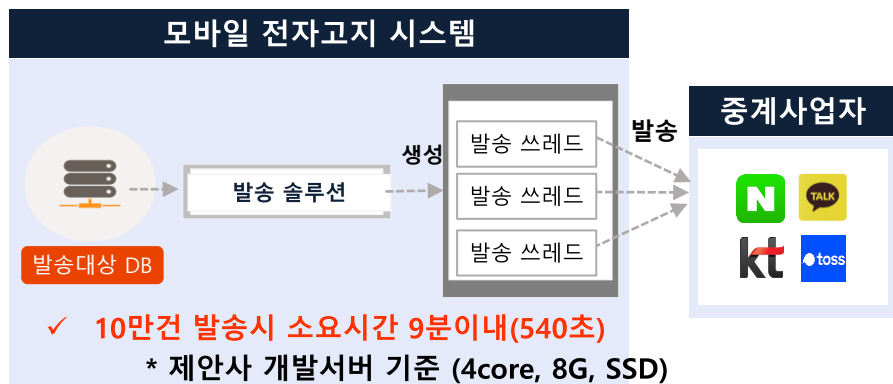 모바일 전자고지 시스템
중계사업자
발송 쓰레드
발송
생성
발송 솔루션
발송 쓰레드
발송 쓰레드
N
TALK
kt
toss
발송대상 DB
✓ 10만건 발송시 소요시간 9분이내(540초)
* 제안사 개발서버 기준 (4core, 8G, SSD)